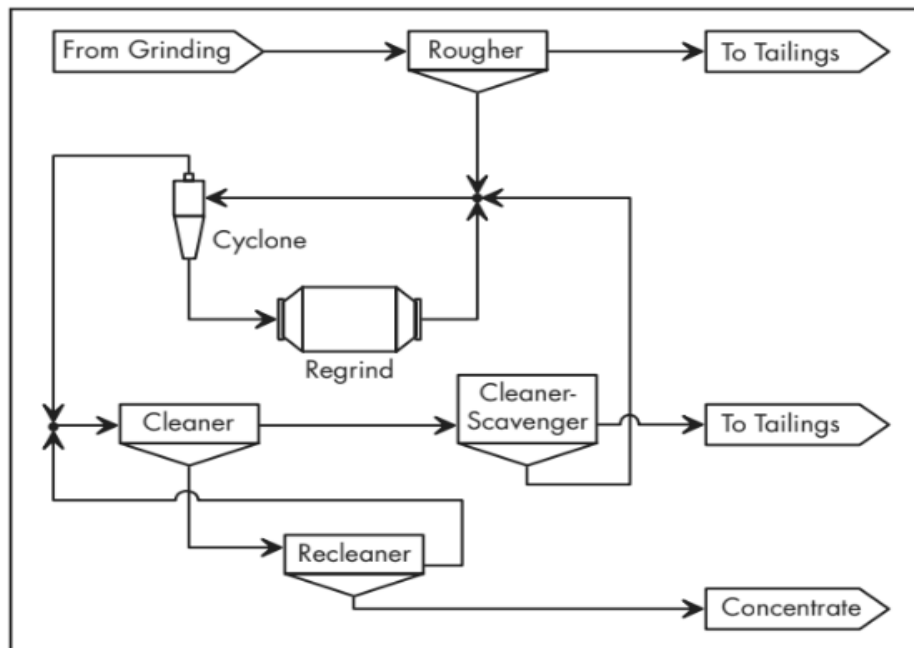 From Grinding
Rougher
To Tailings
Cyclone
Regrind
Cleaner
Cleaner-
Scavenger
To Tailings
Recleaner
Concentrate